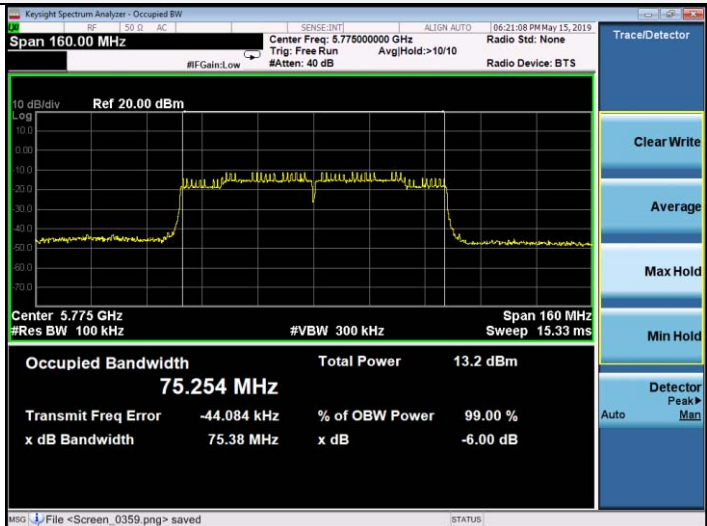 Keysight Spectrum Analyzer - Occupied BW
RF 50 Ω AC SENSE:INT ALIGN AUTO 06:21:08 PM May 15, 2019
Span 160.00 MHz
Center Freq: 5.775000000 GHz
Radio Std: None
Trig: Free Run Avg|Hold:>10/10
#IFGain:Low #Atten: 40 dB Radio Device: BTS
10 dB/div Ref 20.00 dBm
Log
10.0
0.00
-10.0
-20.0
-30.0
-40.0
-50.0
-60.0
-70.0
Center 5.775 GHz Span 160 MHz
#Res BW 100 kHz #VBW 300 kHz Sweep 15.33 ms
Occupied Bandwidth Total Power 13.2 dBm
75.254 MHz
Transmit Freq Error -44.084 kHz % of OBW Power 99.00 %
x dB Bandwidth 75.38 MHz x dB -6.00 dB
MSG File <Screen_0359.png> saved STATUS
Trace/Detector
Clear Write
Average
Max Hold
Min Hold
Detector
Peak▶
Auto Man